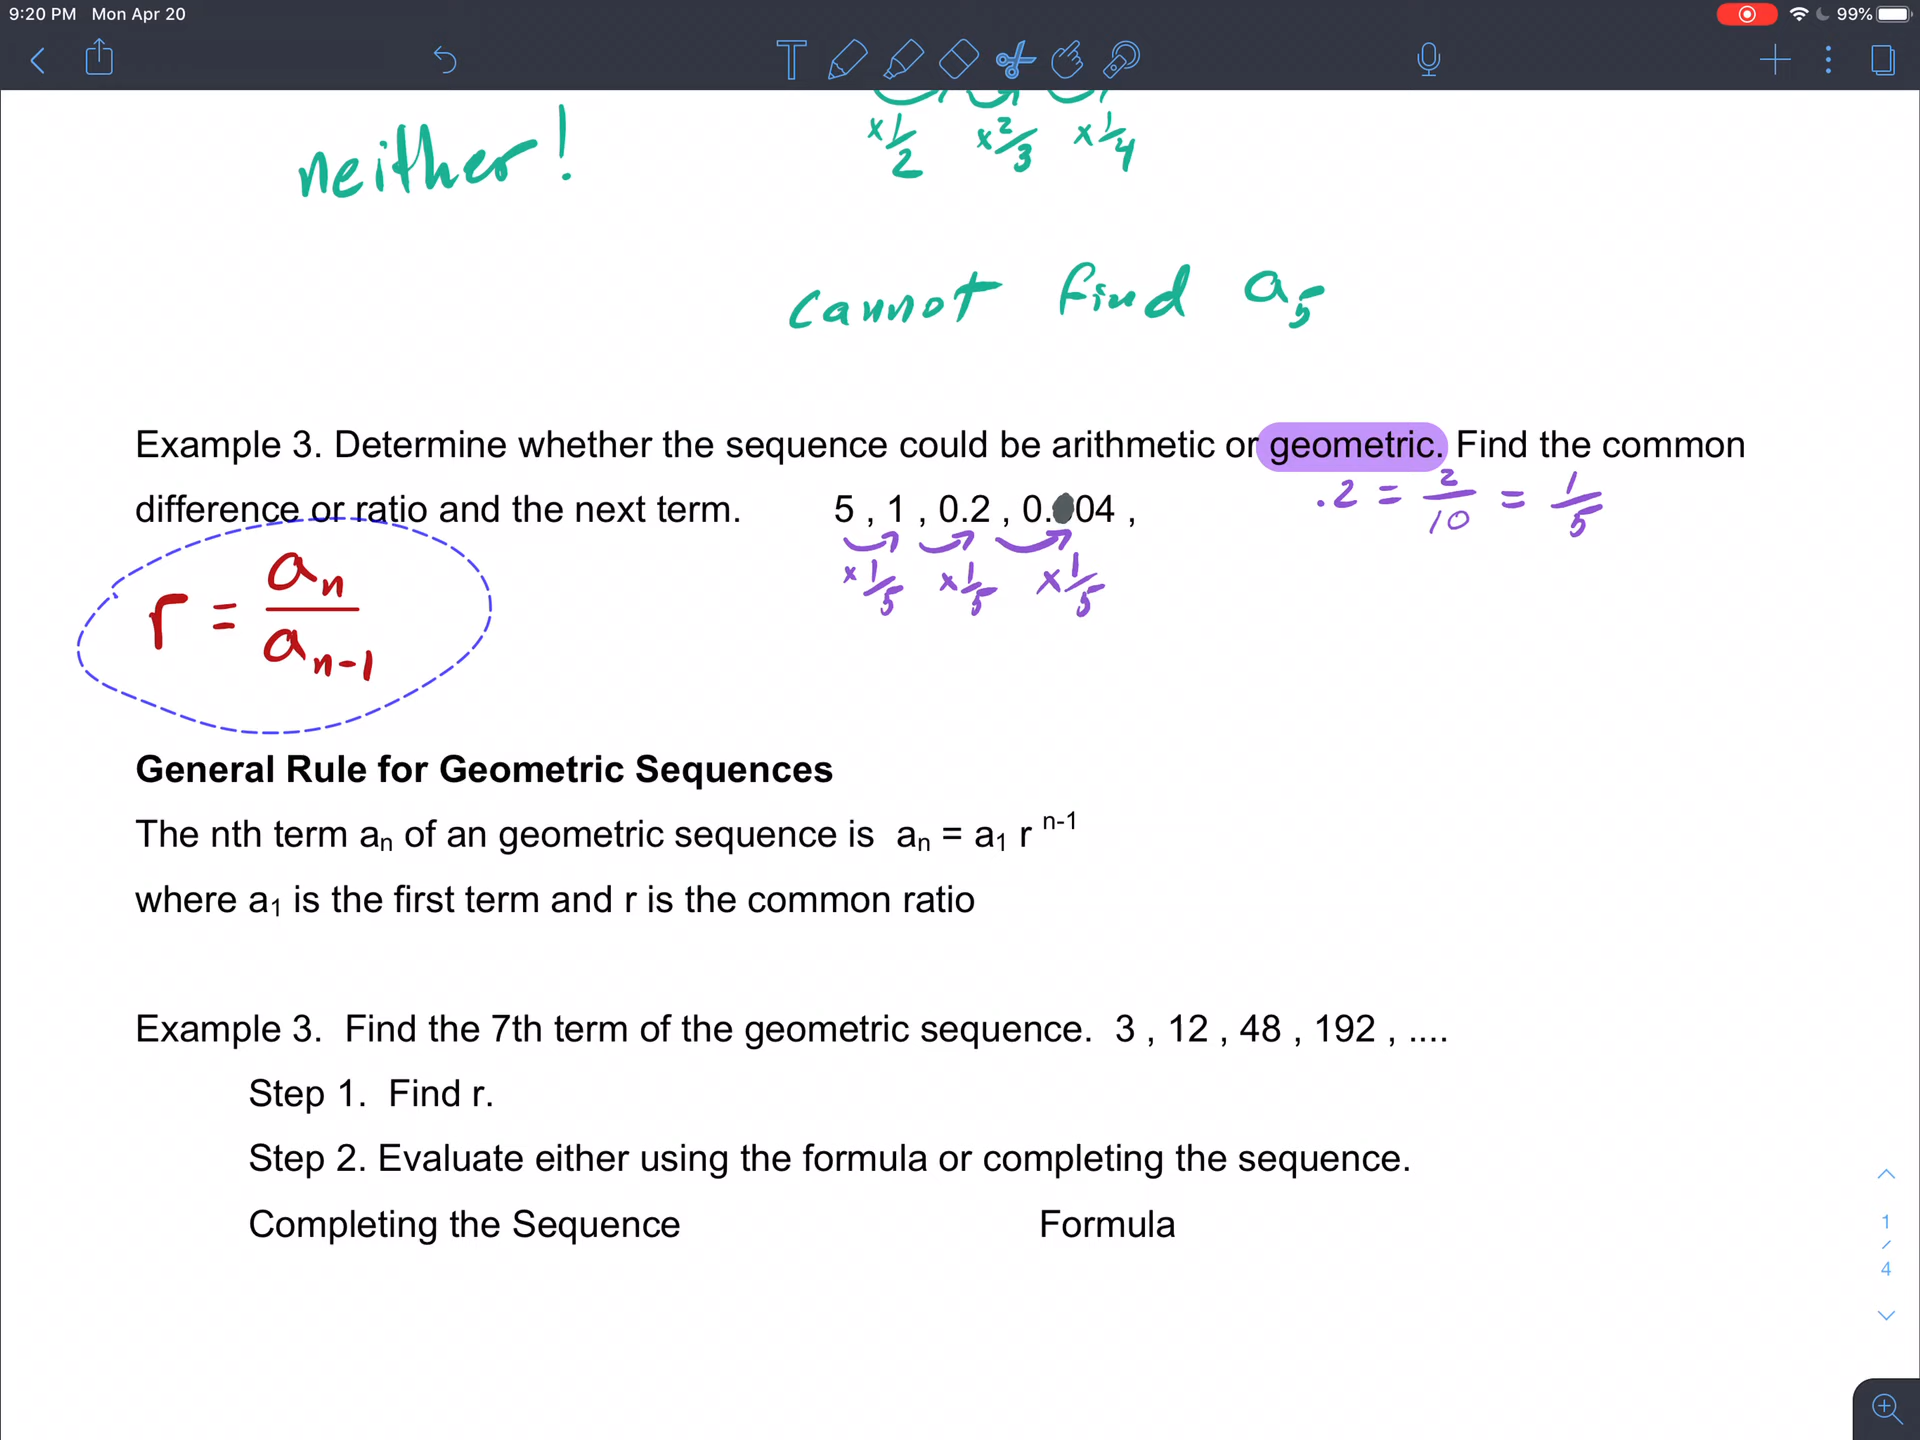 9:20 PM Mon Apr 20 99%
×1/2 ×2/3 ×1/4
neither!
cannot find a₅
Example 3. Determine whether the sequence could be arithmetic or geometric. Find the common
difference or ratio and the next term. 5 , 1 , 0.2 , 0.04 ,
.2 = 2/10 = 1/5
×1/5 ×1/5 ×1/5
r = aₙ/aₙ₋₁
General Rule for Geometric Sequences
The nth term aₙ of an geometric sequence is aₙ = a₁ r ⁿ⁻¹
where a₁ is the first term and r is the common ratio
Example 3. Find the 7th term of the geometric sequence. 3 , 12 , 48 , 192 , ....
Step 1. Find r.
Step 2. Evaluate either using the formula or completing the sequence.
Completing the Sequence Formula
1
/
4